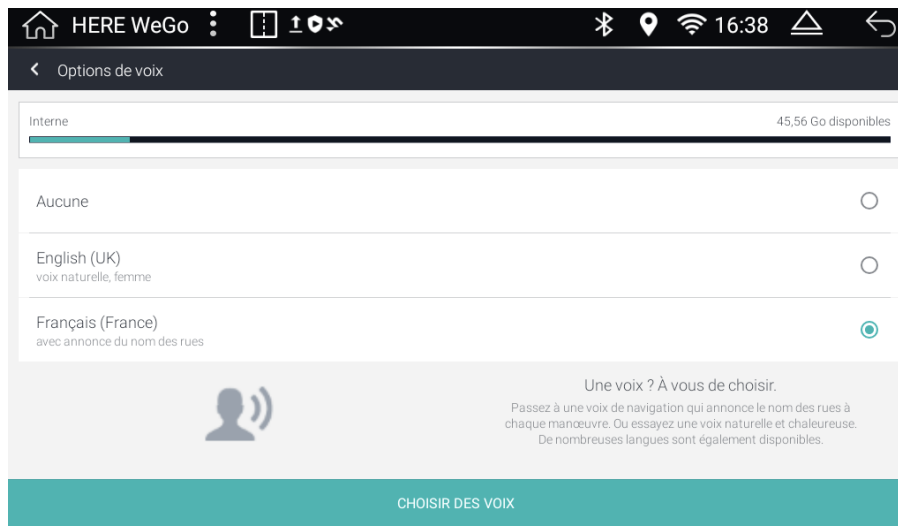 HERE WeGo
16:38
Options de voix
Interne
45,56 Go disponibles
Aucune
English (UK)
voix naturelle, femme
Français (France)
avec annonce du nom des rues
Une voix ? À vous de choisir.
Passez à une voix de navigation qui annonce le nom des rues à
chaque manœuvre. Ou essayez une voix naturelle et chaleureuse.
De nombreuses langues sont également disponibles.
CHOISIR DES VOIX